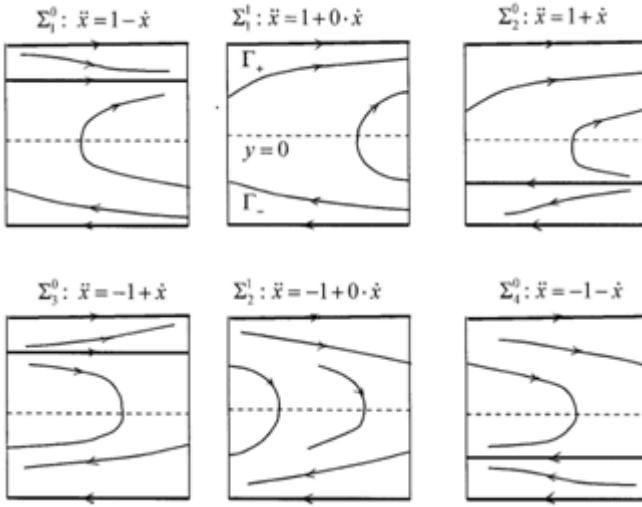 Σ₁⁰: ẍ=1−ẋ
Σ₁¹: ẍ=1+0·ẋ
Σ₂⁰: ẍ=1+ẋ
Γ₊
y=0
Γ₋
Σ₃⁰: ẍ=−1+ẋ
Σ₂¹: ẍ=−1+0·ẋ
Σ₄⁰: ẍ=−1−ẋ